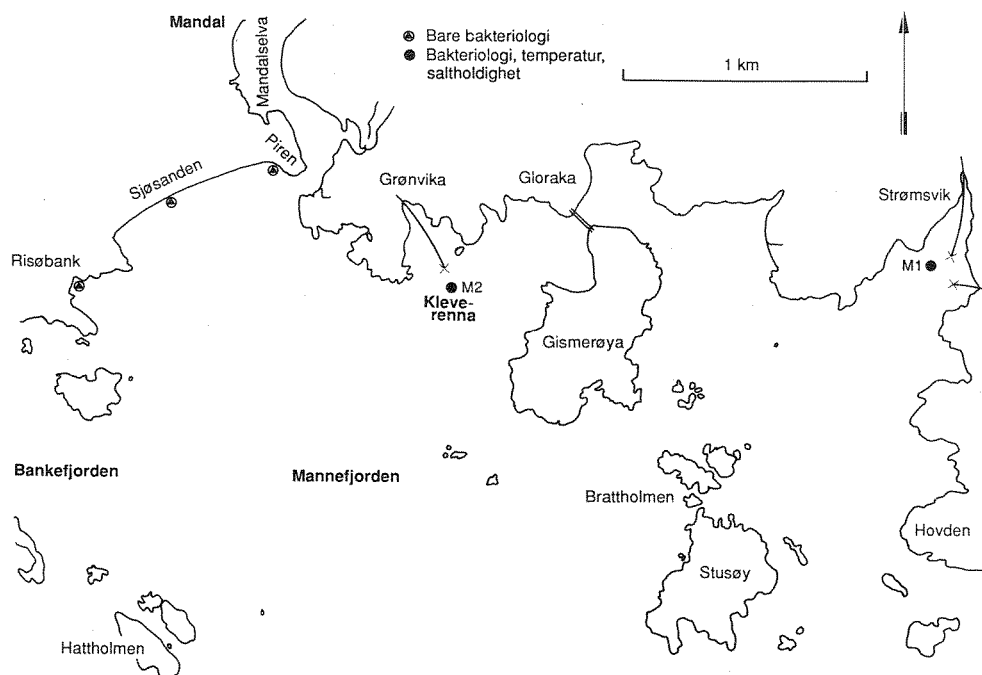 Mandal
Mandalselva
Piren
Sjøsanden
Risøbank
Bare bakteriologi
Bakteriologi, temperatur,
saltholdighet
1 km
Grønvika
Gloraka
Strømsvik
M1
M2
Kleve-
renna
Gismerøya
Bankefjorden
Mannefjorden
Brattholmen
Hovden
Stusøy
Hattholmen